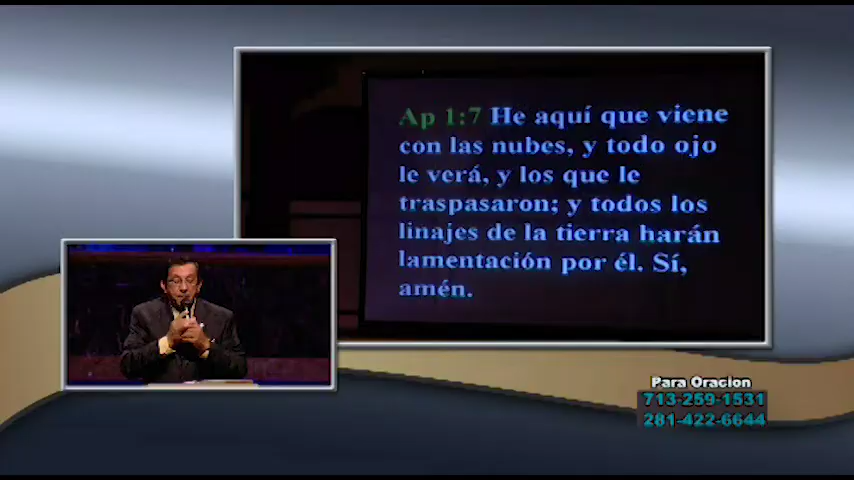 Ap 1:7 He aquí que viene
con las nubes, y todo ojo
le verá, y los que le
traspasaron; y todos los
linajes de la tierra harán
lamentación por él. Sí,
amén.
Para Oracion
713-259-1531
281-422-6644